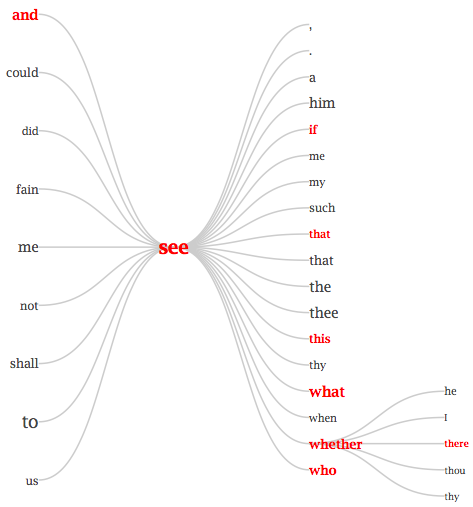 and
could
did
fain
me
not
shall
to
us
see
,
.
a
him
if
me
my
such
that
that
the
thee
this
thy
what
when
whether
who
he
I
there
thou
thy